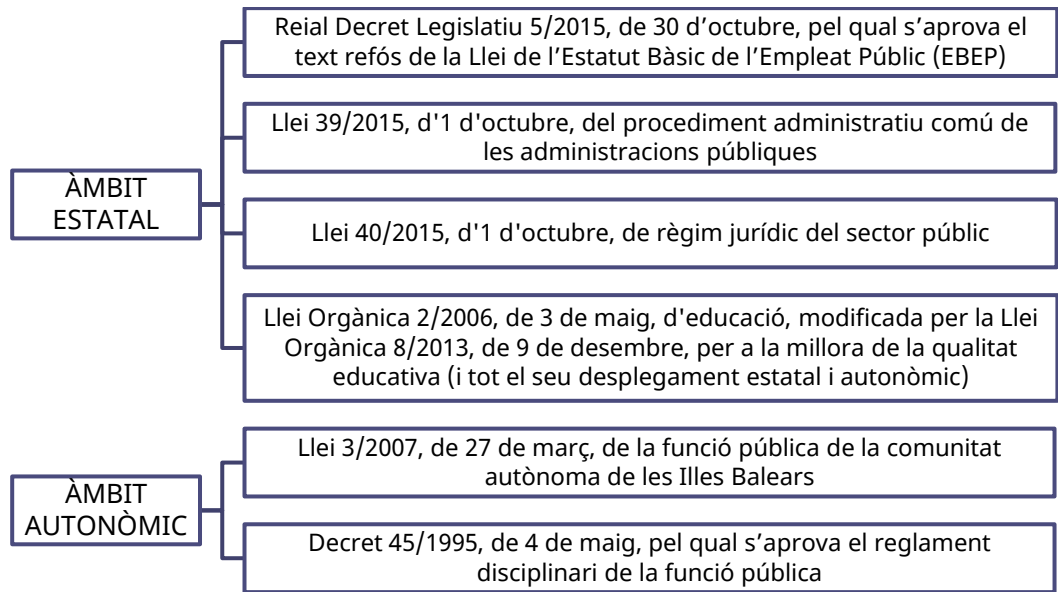 ÀMBIT
ESTATAL
Reial Decret Legislatiu 5/2015, de 30 d’octubre, pel qual s’aprova el
text refós de la Llei de l’Estatut Bàsic de l’Empleat Públic (EBEP)
Llei 39/2015, d'1 d'octubre, del procediment administratiu comú de
les administracions públiques
Llei 40/2015, d'1 d'octubre, de règim jurídic del sector públic
Llei Orgànica 2/2006, de 3 de maig, d'educació, modificada per la Llei
Orgànica 8/2013, de 9 de desembre, per a la millora de la qualitat
educativa (i tot el seu desplegament estatal i autonòmic)
ÀMBIT
AUTONÒMIC
Llei 3/2007, de 27 de març, de la funció pública de la comunitat
autònoma de les Illes Balears
Decret 45/1995, de 4 de maig, pel qual s’aprova el reglament
disciplinari de la funció pública